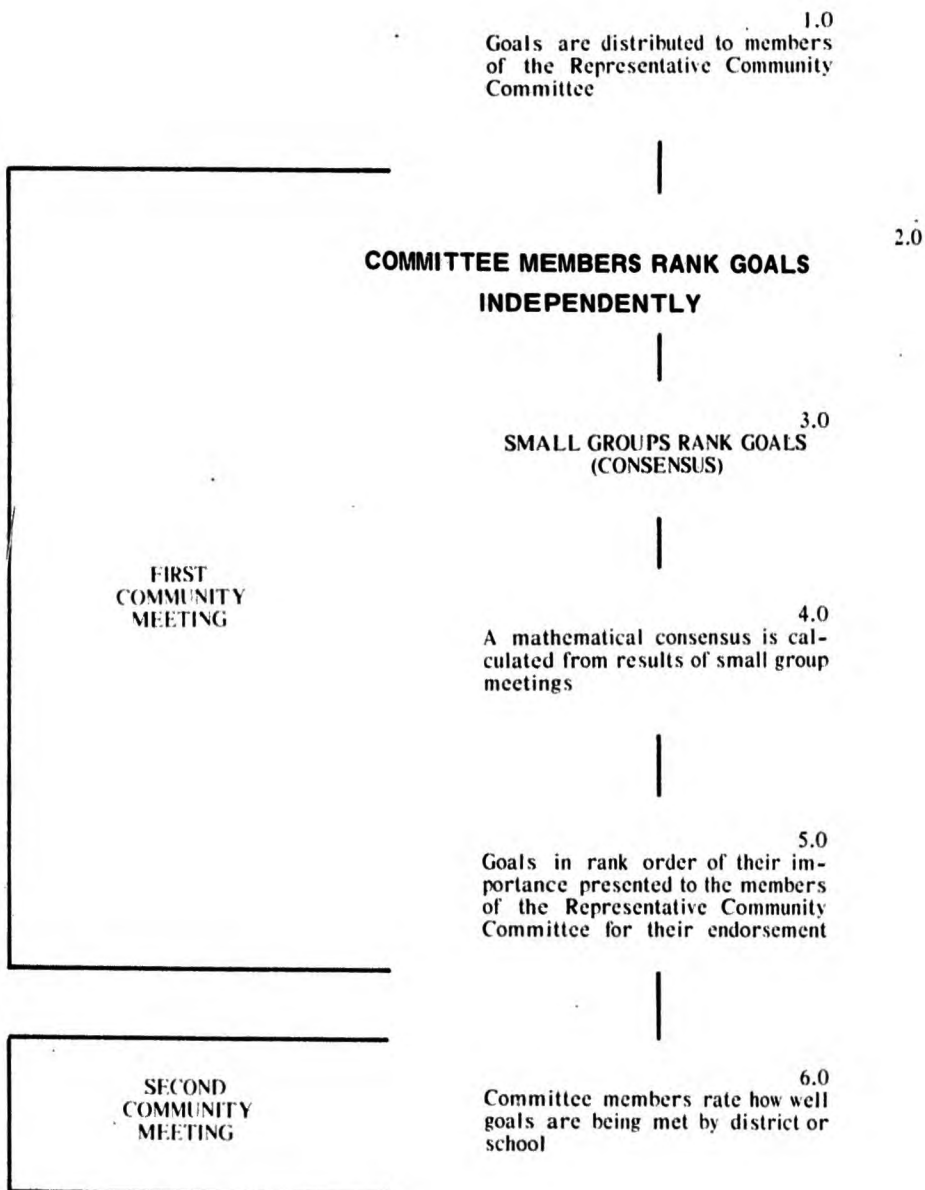 1.0
Goals are distributed to members
of the Representative Community
Committee
2.0
COMMITTEE MEMBERS RANK GOALS
INDEPENDENTLY
3.0
SMALL GROUPS RANK GOALS
(CONSENSUS)
FIRST
COMMUNITY
MEETING
4.0
A mathematical consensus is cal-
culated from results of small group
meetings
5.0
Goals in rank order of their im-
portance presented to the members
of the Representative Community
Committee for their endorsement
SECOND
COMMUNITY
MEETING
6.0
Committee members rate how well
goals are being met by district or
school